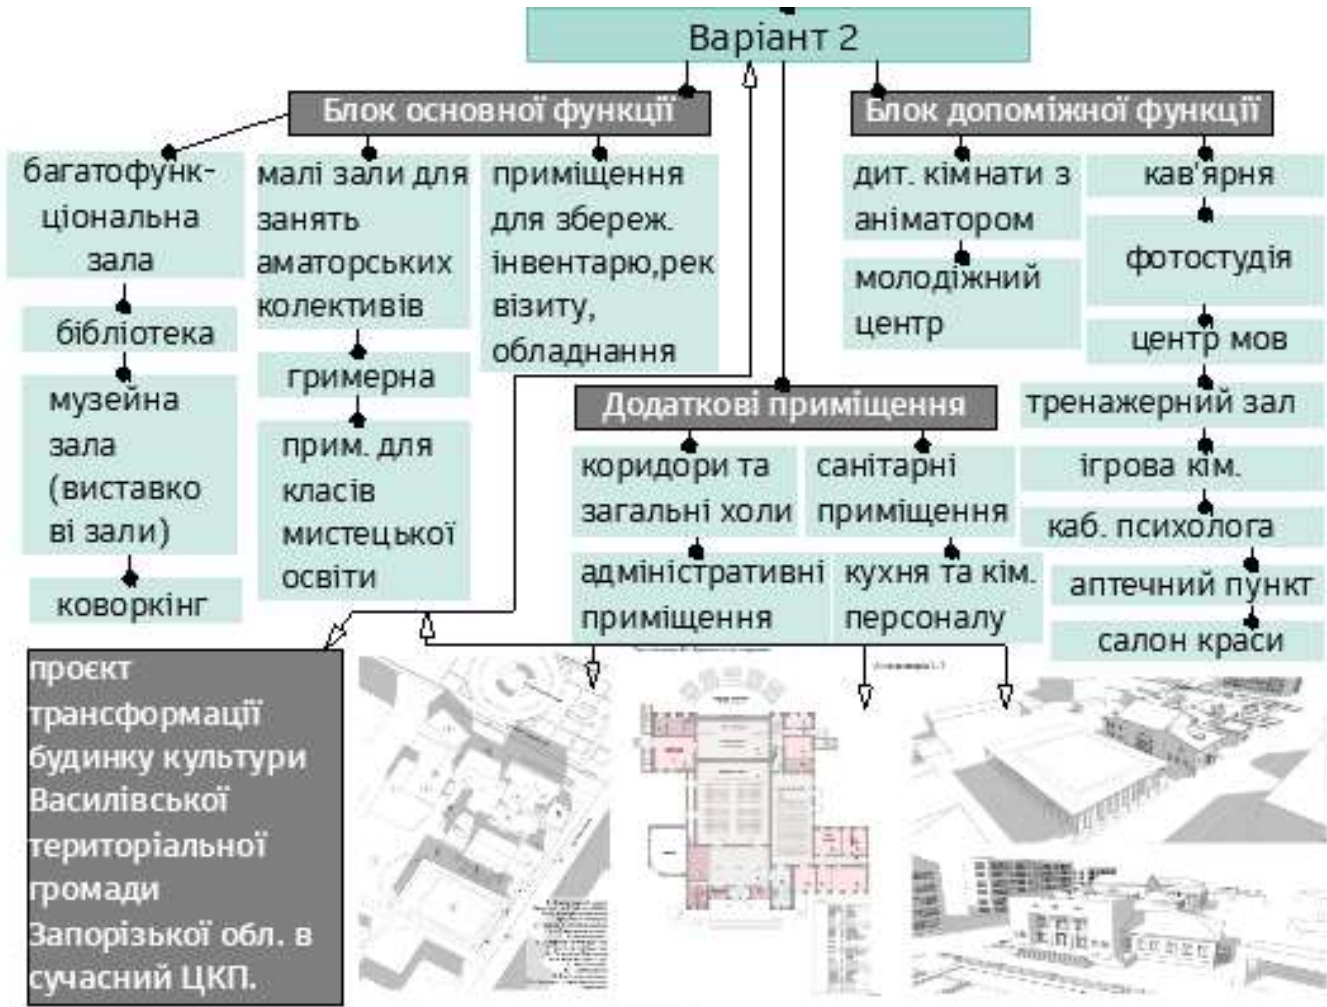 Варіант 2
Блок основної функції
багатофунк-
ціональна
зала
бібліотека
музейна
зала
(виставко
ві зали)
коворкінг
малі зали для
занять
аматорських
колективів
гримерна
прим. для
класів
мистецької
освіти
приміщення
для збереж.
інвентарю,рек
візиту,
обладнання
Блок допоміжної функції
дит. кімнати з
аніматором
молодіжний
центр
кав'ярня
фотостудія
центр мов
тренажерний зал
ігрова кім.
каб. психолога
аптечний пункт
салон краси
Додаткові приміщення
коридори та
загальні холи
адміністративні
приміщення
санітарні
приміщення
кухня та кім.
персоналу
проєкт
трансформації
будинку культури
Василівської
територіальної
громади
Запорізької обл. в
сучасний ЦКП.